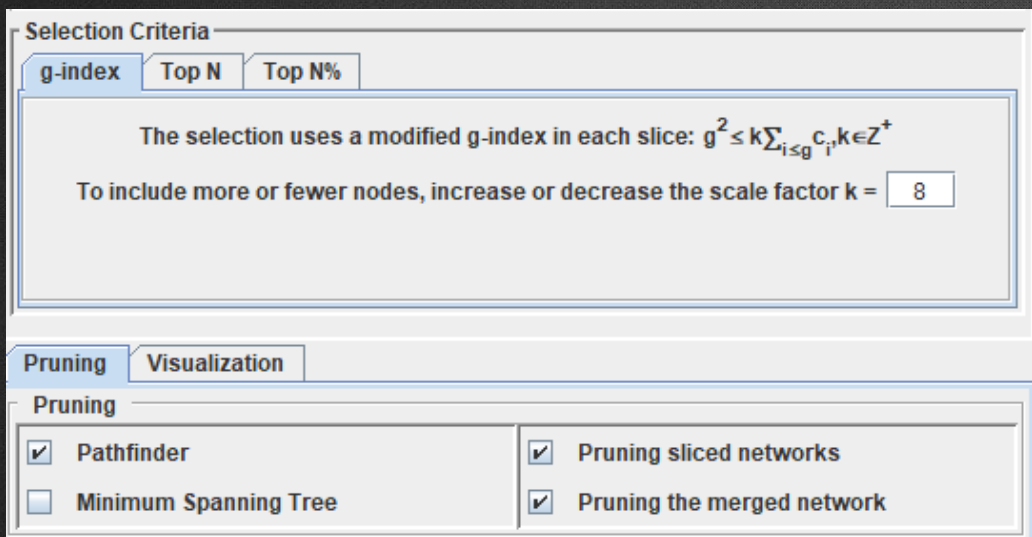 Selection Criteria
g-index Top N Top N%
The selection uses a modified g-index in each slice: g² ≤ k∑ᵢ≤g cᵢ,k∈Z⁺
To include more or fewer nodes, increase or decrease the scale factor k = 8
Pruning Visualization
Pruning
Pathfinder Pruning sliced networks
Minimum Spanning Tree Pruning the merged network